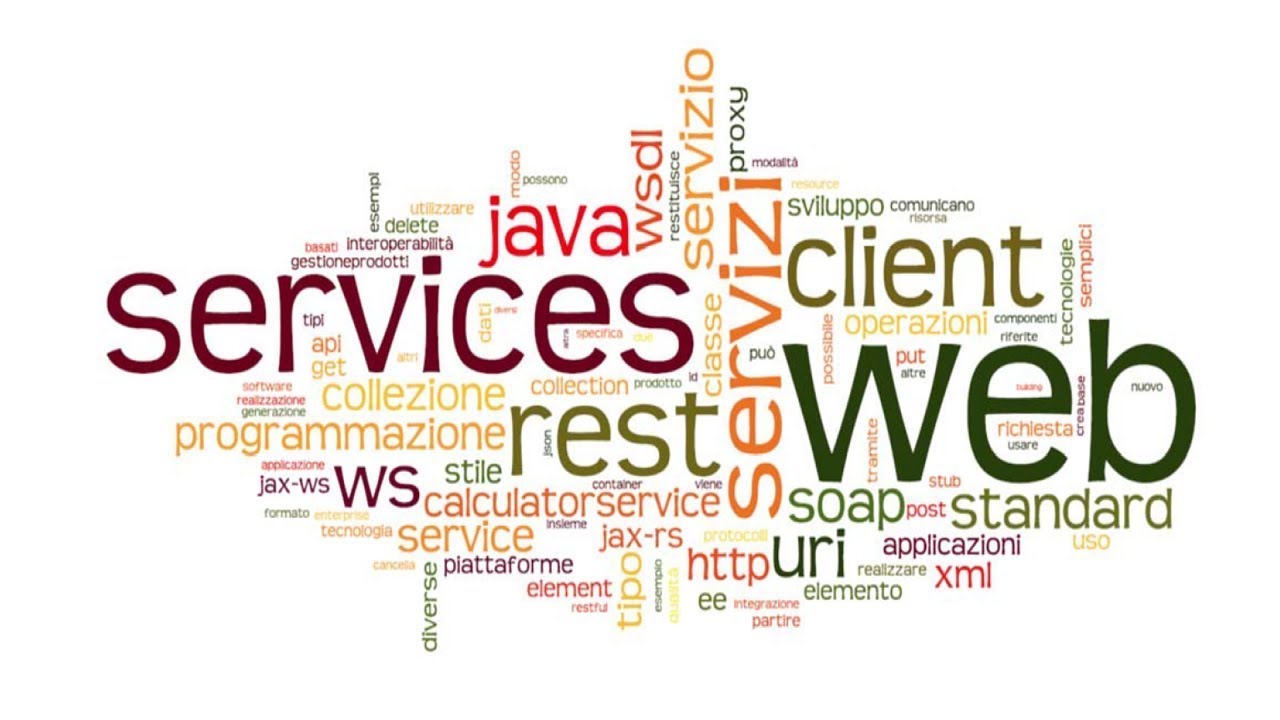 servizio
proxy
wsdl
restituisce
modalità
modo
possono
esempi
servizi
resource
utilizzare
java
sviluppo
comunicano
delete
risorsa
basati
interoperabilità
client
tecnologie
semplici
gestioneprodotti
services
tipi
dati
diversi
classe
operazioni
componenti
possibile
riferite
api
altri
altra
specifica
due
web
get
può
put
altre
software
collezione
collection
prodotto
id
building
creabase
nuovo
realizzazione
generazione
rest
programmazione
json
tramite
richiesta
usare
applicazione
stile
jax-ws
ws
container
viene
stub
calculatorservice
soap
post
standard
formato
enterprise
tecnologia
service
insieme
jax-rs
protocolli
uri
applicazioni
uso
cancella
piattaforme
http
realizzare
xml
diverse
element
tipo
esempio
qualità
ee
elemento
restful
integrazione
partire